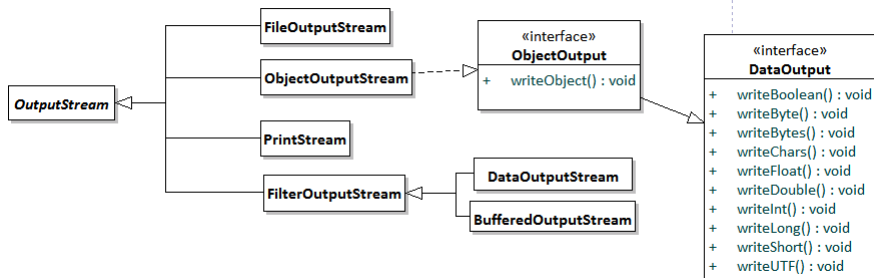 FileOutputStream
ObjectOutputStream
OutputStream
PrintStream
FilterOutputStream
DataOutputStream
BufferedOutputStream
«interface»
ObjectOutput
+ writeObject() : void
«interface»
DataOutput
+ writeBoolean() : void
+ writeByte() : void
+ writeBytes() : void
+ writeChars() : void
+ writeFloat() : void
+ writeDouble() : void
+ writeInt() : void
+ writeLong() : void
+ writeShort() : void
+ writeUTF() : void